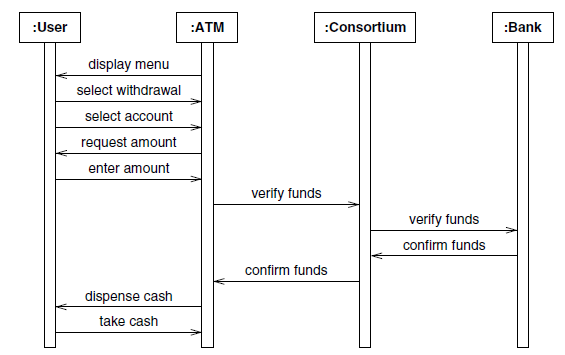 :User
:ATM
:Consortium
:Bank
display menu
select withdrawal
select account
request amount
enter amount
verify funds
verify funds
confirm funds
confirm funds
dispense cash
take cash